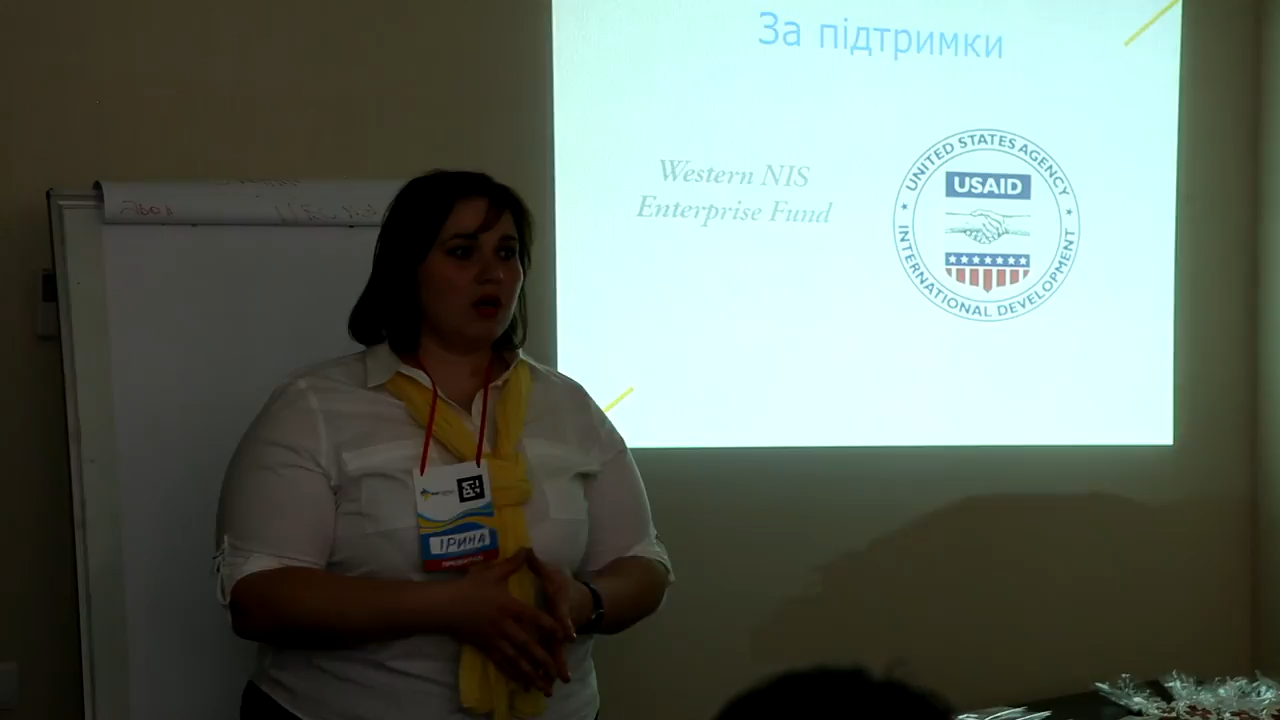 За підтримки
Western NIS
Enterprise Fund
UNITED STATES AGENCY
USAID
INTERNATIONAL DEVELOPMENT
ІРИНА